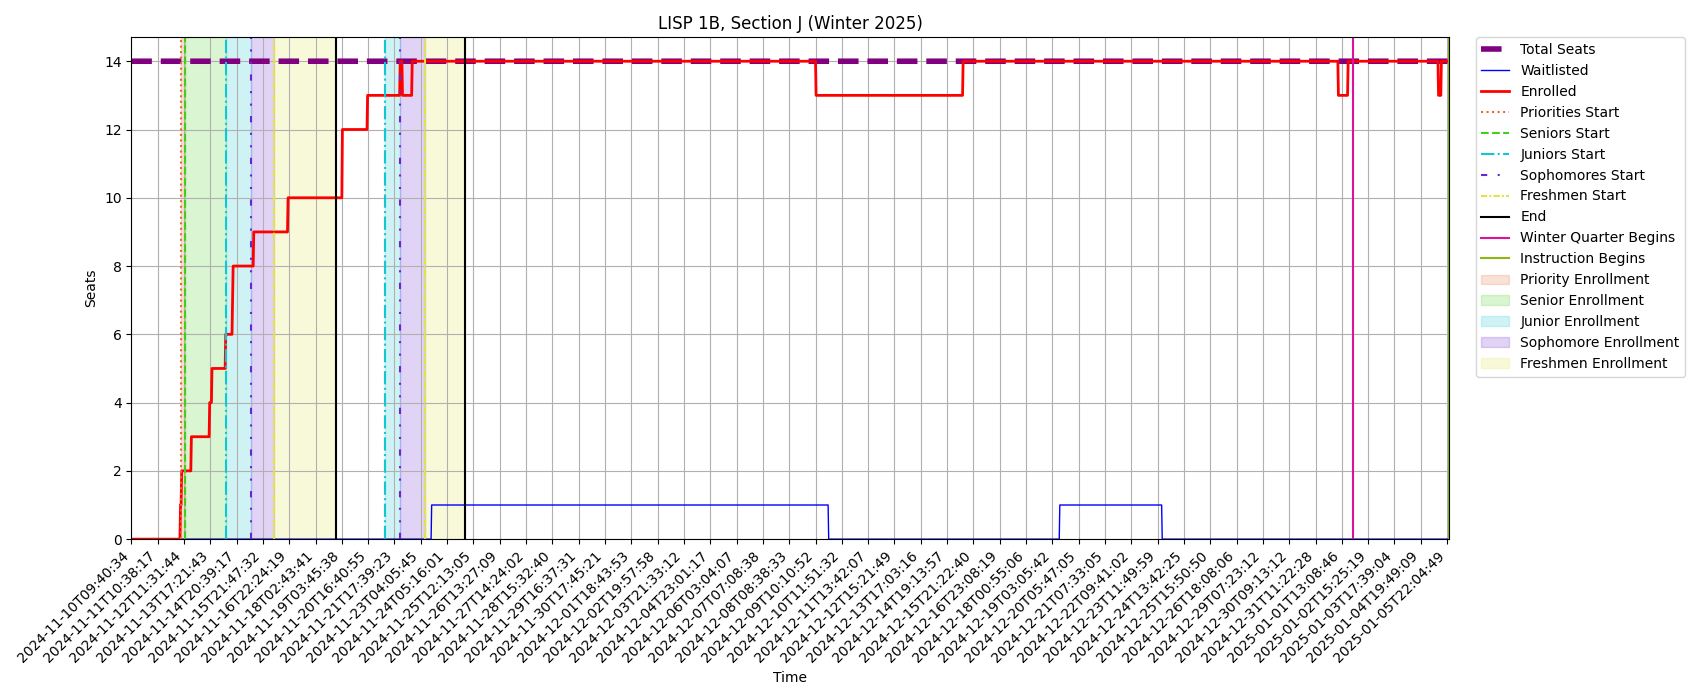 LISP 1B, Section J (Winter 2025)
14
12
10
8
6
4
2
0
Seats
2024-11-10T09:40:34
2024-11-11T10:38:17
2024-11-12T11:31:44
2024-11-13T17:21:43
2024-11-14T20:39:17
2024-11-15T21:47:32
2024-11-16T22:24:19
2024-11-18T02:43:41
2024-11-19T03:45:38
2024-11-20T16:40:55
2024-11-21T17:39:23
2024-11-23T04:05:45
2024-11-24T05:16:01
2024-11-25T12:13:05
2024-11-26T13:27:09
2024-11-27T14:24:02
2024-11-28T15:32:40
2024-11-29T16:37:31
2024-11-30T17:45:21
2024-12-01T18:43:53
2024-12-02T19:57:58
2024-12-03T21:33:12
2024-12-04T23:01:17
2024-12-06T03:04:07
2024-12-07T07:08:38
2024-12-08T08:38:33
2024-12-09T10:10:52
2024-12-10T11:51:32
2024-12-11T13:42:07
2024-12-12T15:21:49
2024-12-13T17:03:16
2024-12-14T19:13:57
2024-12-15T21:22:40
2024-12-16T23:08:19
2024-12-18T00:55:06
2024-12-19T03:05:42
2024-12-20T05:47:05
2024-12-21T07:33:05
2024-12-22T09:41:02
2024-12-23T11:49:59
2024-12-24T13:42:25
2024-12-25T15:50:50
2024-12-26T18:08:06
2024-12-29T07:23:12
2024-12-30T09:13:12
2024-12-31T11:22:28
2025-01-01T13:08:46
2025-01-02T15:25:19
2025-01-03T17:39:04
2025-01-04T19:49:09
2025-01-05T22:04:49
Time
Total Seats
Waitlisted
Enrolled
Priorities Start
Seniors Start
Juniors Start
Sophomores Start
Freshmen Start
End
Winter Quarter Begins
Instruction Begins
Priority Enrollment
Senior Enrollment
Junior Enrollment
Sophomore Enrollment
Freshmen Enrollment